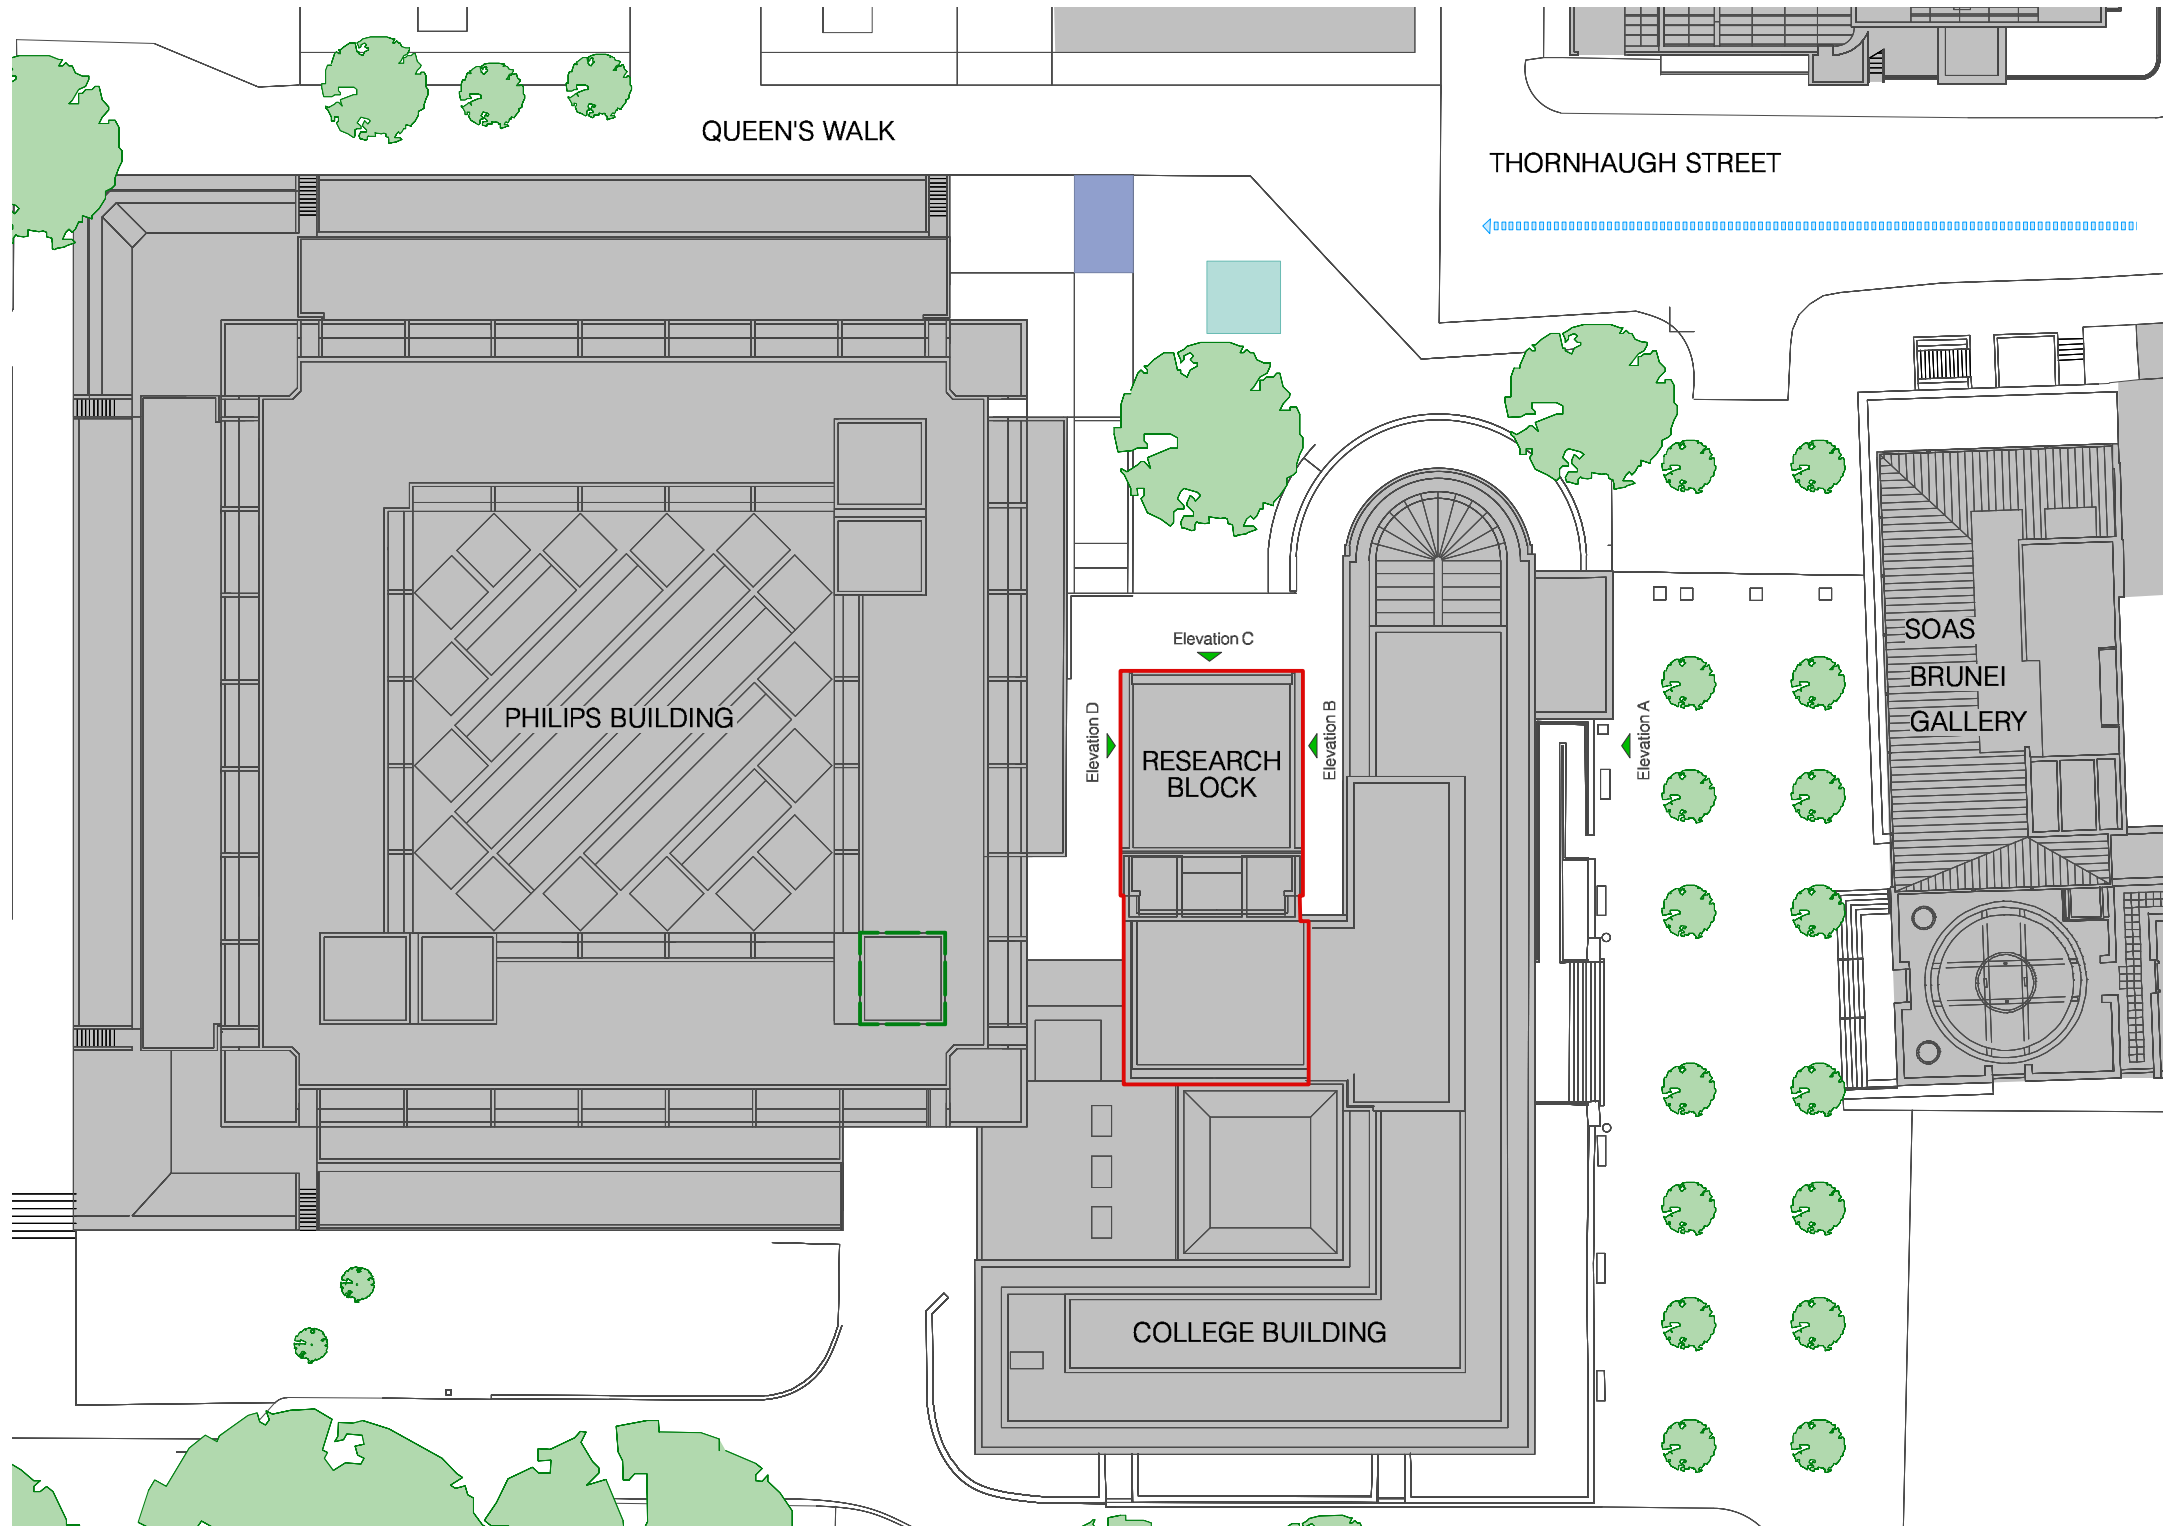 QUEEN'S WALK
THORNHAUGH STREET
Elevation C
Elevation D
Elevation B
Elevation A
PHILIPS BUILDING
RESEARCH
BLOCK
SOAS
BRUNEI
GALLERY
COLLEGE BUILDING